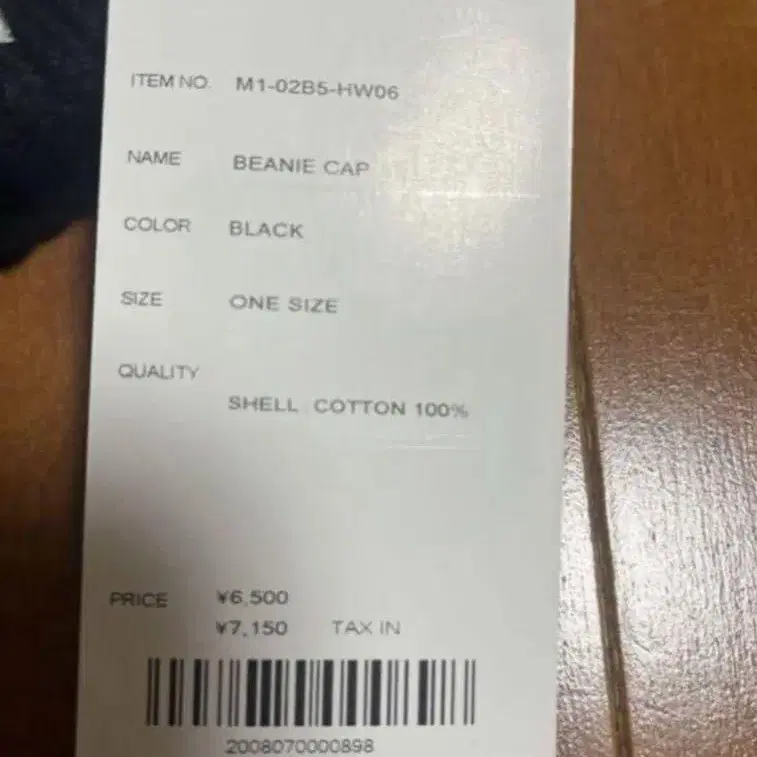 ITEM NO. M1-02B5-HW06
NAME BEANIE CAP
COLOR BLACK
SIZE ONE SIZE
QUALITY
SHELL COTTON 100%
PRICE ¥6,500
¥7,150 TAX IN
2008070000898